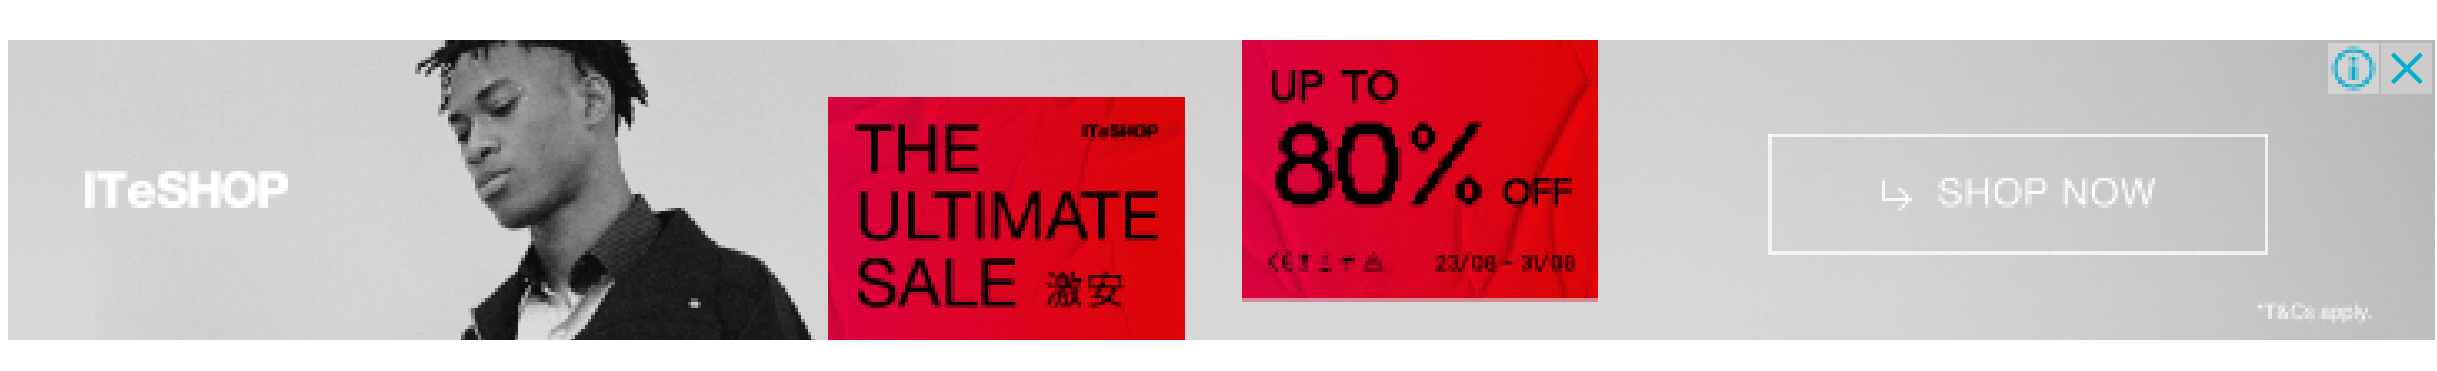 ITeSHOP
THE
ITeSHOP
ULTIMATE
SALE 激安
UP TO
80% OFF
23/08 - 31/08
SHOP NOW
*T&Cs apply.